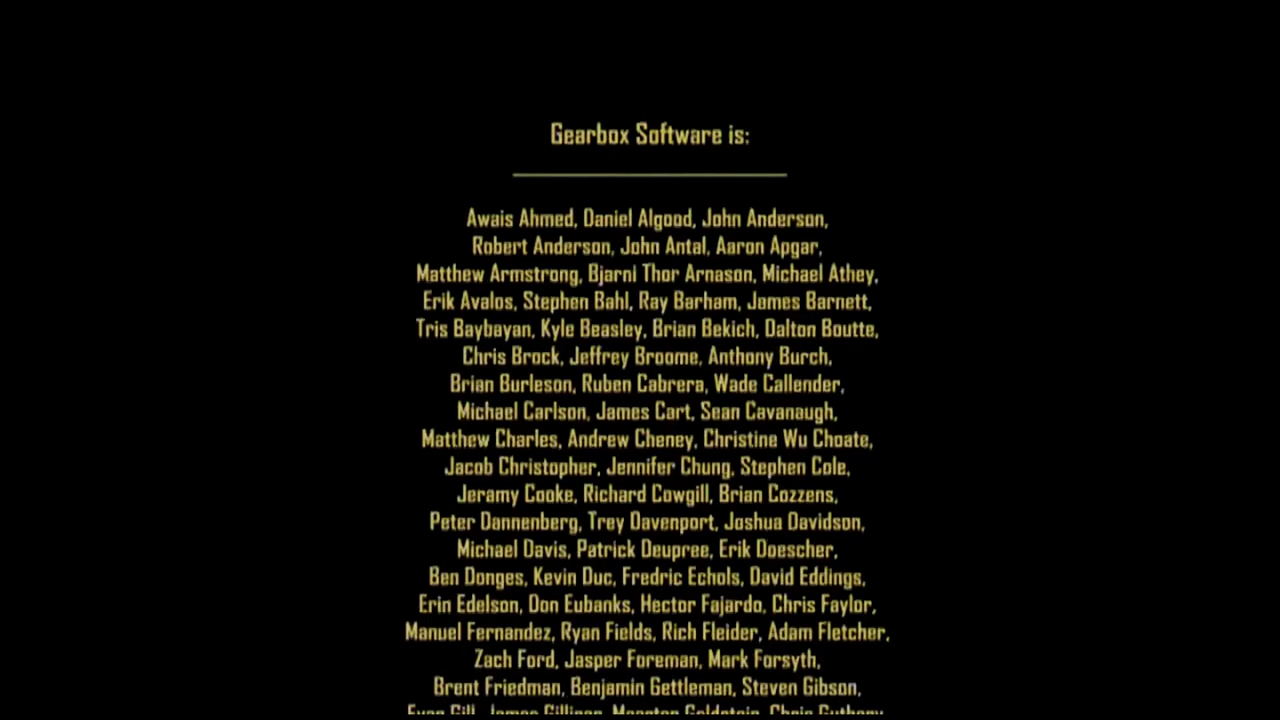 Gearbox Software is:
Awais Ahmed, Daniel Algood, John Anderson,
Robert Anderson, John Antal, Aaron Apgar,
Matthew Armstrong, Bjarni Thor Arnason, Michael Athey,
Erik Avalos, Stephen Bahl, Ray Barham, James Barnett,
Tris Baybayan, Kyle Beasley, Brian Bekich, Dalton Boutte,
Chris Brock, Jeffrey Broome, Anthony Burch,
Brian Burleson, Ruben Cabrera, Wade Callender,
Michael Carlson, James Cart, Sean Cavanaugh,
Matthew Charles, Andrew Cheney, Christine Wu Choate,
Jacob Christopher, Jennifer Chung, Stephen Cole,
Jeramy Cooke, Richard Cowgill, Brian Cozzens,
Peter Dannenberg, Trey Davenport, Joshua Davidson,
Michael Davis, Patrick Deupree, Erik Doescher,
Ben Donges, Kevin Duc, Fredric Echols, David Eddings,
Erin Edelson, Don Eubanks, Hector Fajardo, Chris Faylor,
Manuel Fernandez, Ryan Fields, Rich Fleider, Adam Fletcher,
Zach Ford, Jasper Foreman, Mark Forsyth,
Brent Friedman, Benjamin Gettleman, Steven Gibson,